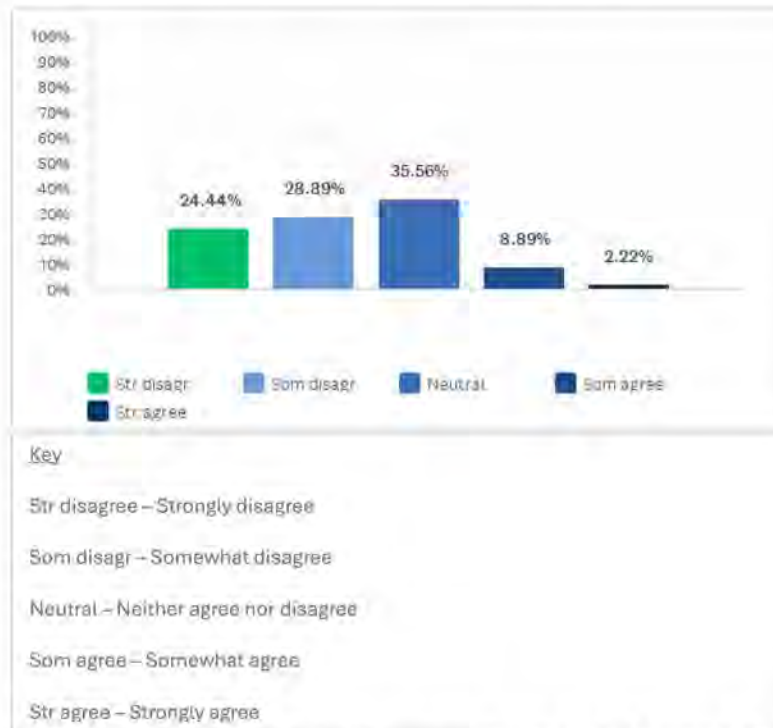 100%
90%
80%
70%
60%
50%
40%
30%
20%
10%
0%
24.44%
28.89%
35.56%
8.89%
2.22%
Str disagr
Som disagr
Neutral
Som agree
Str agree
Key
Str disagree – Strongly disagree
Som disagr – Somewhat disagree
Neutral – Neither agree nor disagree
Som agree – Somewhat agree
Str agree – Strongly agree